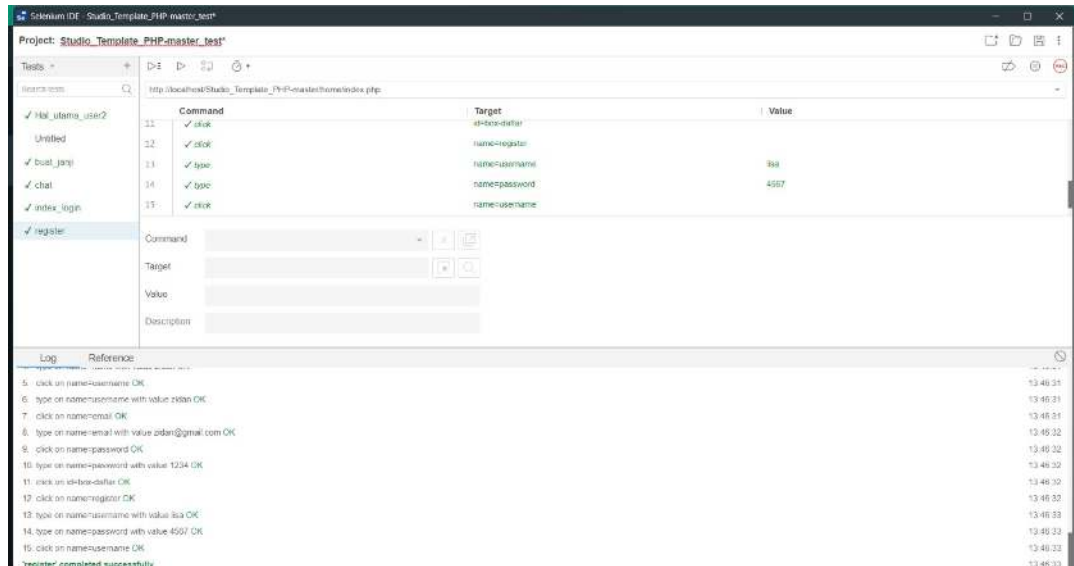 Selenium IDE - Studio_Template_PHP-master_test*
Project: Studio_Template_PHP-master_test*
Tests
Search tests
http://localhost/Studio_Template_PHP-master/home/index.php
Command Target Value
✓ Hal_utama_user2
Untitled
✓ buat_janji
✓ chat
✓ index_login
✓ register
11 ✓ click id=box-daftar
12 ✓ click name=register
13 ✓ type name=username lisa
14 ✓ type name=password 4567
15 ✓ click name=username
Command
Target
Value
Description
Log Reference
5. click on name=username OK 13:46:31
6. type on name=username with value zidan OK 13:46:31
7. click on name=email OK 13:46:31
8. type on name=email with value zidan@gmail.com OK 13:46:32
9. click on name=password OK 13:46:32
10. type on name=password with value 1234 OK 13:46:32
11. click on id=box-daftar OK 13:46:32
12. click on name=register OK 13:46:32
13. type on name=username with value lisa OK 13:46:33
14. type on name=password with value 4567 OK 13:46:33
15. click on name=username OK 13:46:33
'register' completed successfully 13:46:33